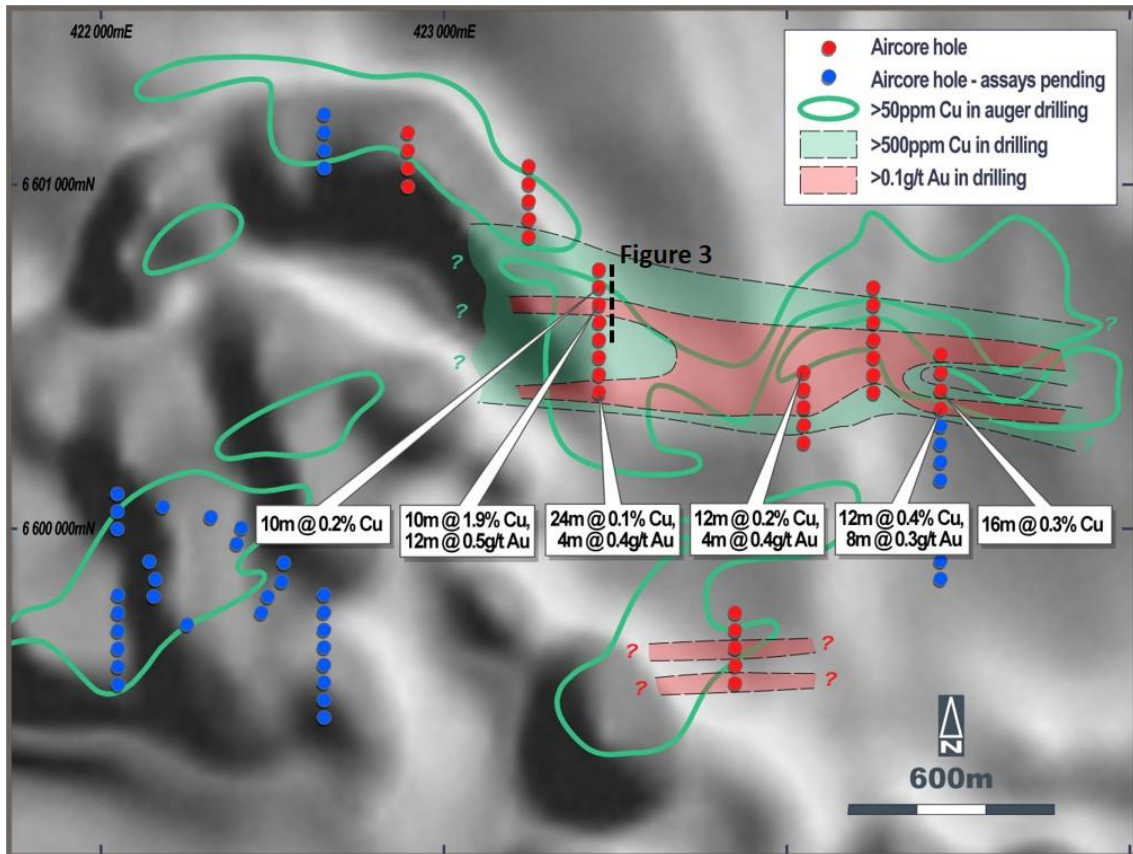 422 000mE
423 000mE
Aircore hole
Aircore hole - assays pending
>50ppm Cu in auger drilling
>500ppm Cu in drilling
>0.1g/t Au in drilling
6 601 000mN
Figure 3
?
?
?
?
?
10m @ 0.2% Cu
10m @ 1.9% Cu,
12m @ 0.5g/t Au
24m @ 0.1% Cu,
4m @ 0.4g/t Au
12m @ 0.2% Cu,
4m @ 0.4g/t Au
12m @ 0.4% Cu,
8m @ 0.3g/t Au
16m @ 0.3% Cu
6 600 000mN
?
?
?
?
N
600m